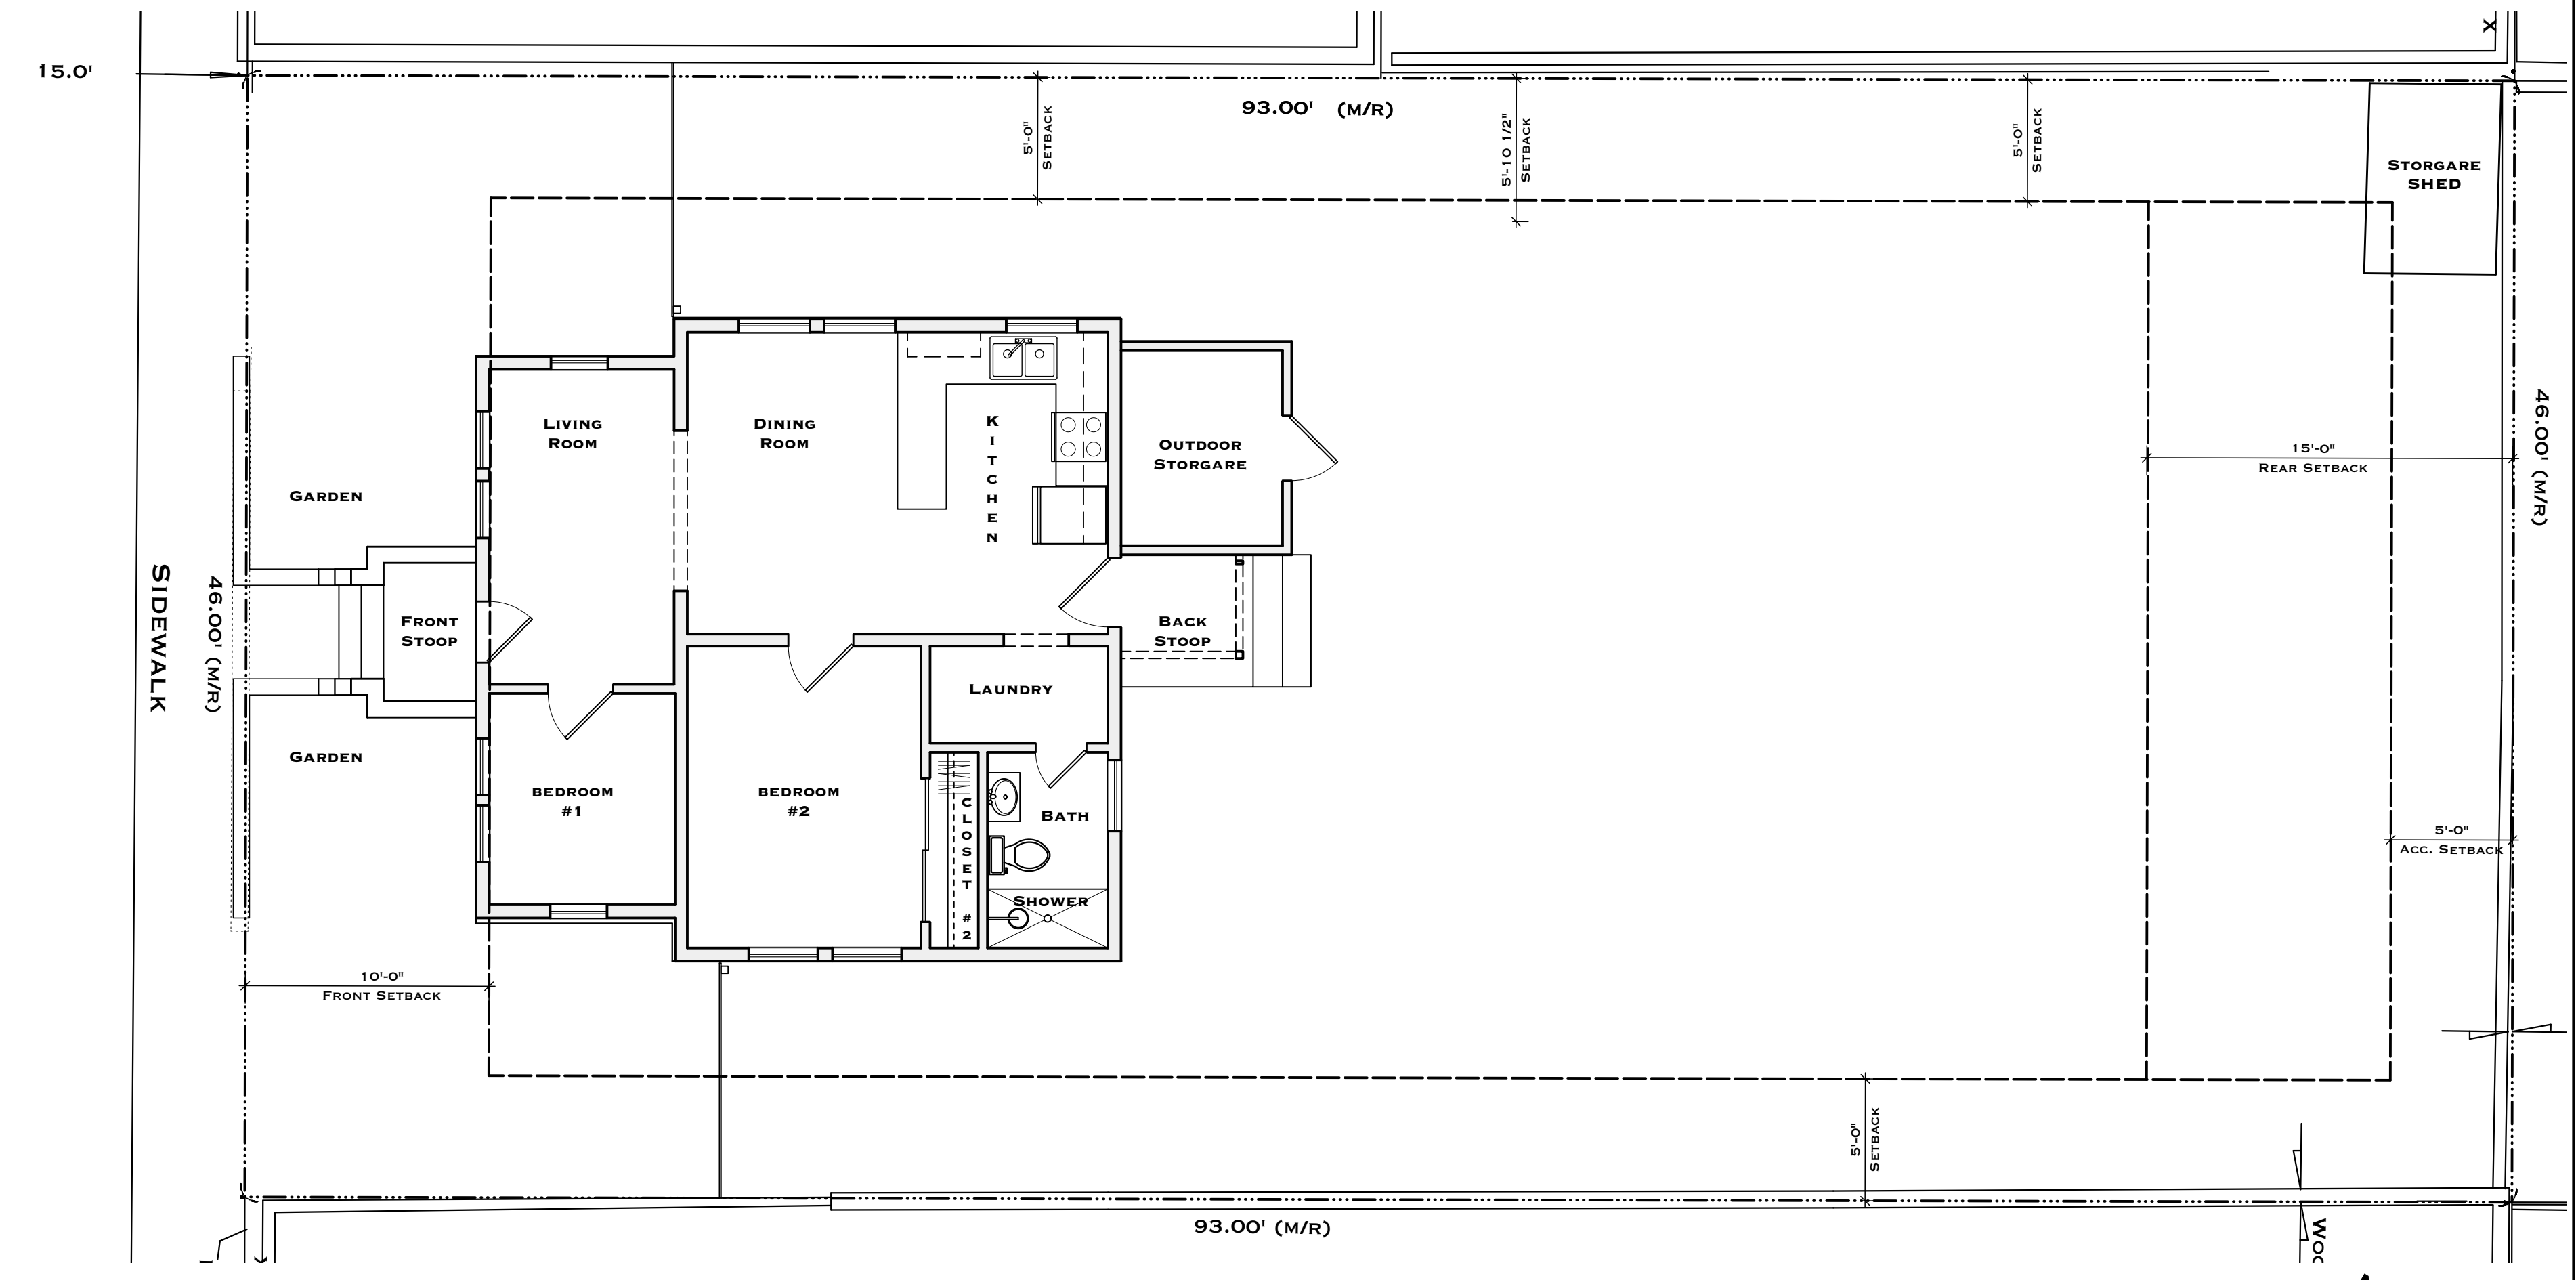 15.0'
X
93.00' (M/R)
5'-0"
SETBACK
5'-10 1/2"
SETBACK
5'-0"
SETBACK
STORGARE
SHED
LIVING
ROOM
DINING
ROOM
KITCHEN
OUTDOOR
STORGARE
15'-0"
REAR SETBACK
46.00' (M/R)
GARDEN
SIDEWALK
46.00' (M/R)
FRONT
STOOP
BACK
STOOP
LAUNDRY
GARDEN
BEDROOM
#1
BEDROOM
#2
CLOSET #2
BATH
SHOWER
5'-0"
ACC. SETBACK
10'-0"
FRONT SETBACK
5'-0"
SETBACK
93.00' (M/R)